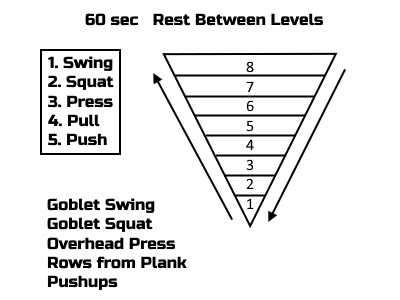 60 sec Rest Between Levels
1. Swing
2. Squat
3. Press
4. Pull
5. Push
8
7
6
5
4
3
2
1
Goblet Swing
Goblet Squat
Overhead Press
Rows from Plank
Pushups